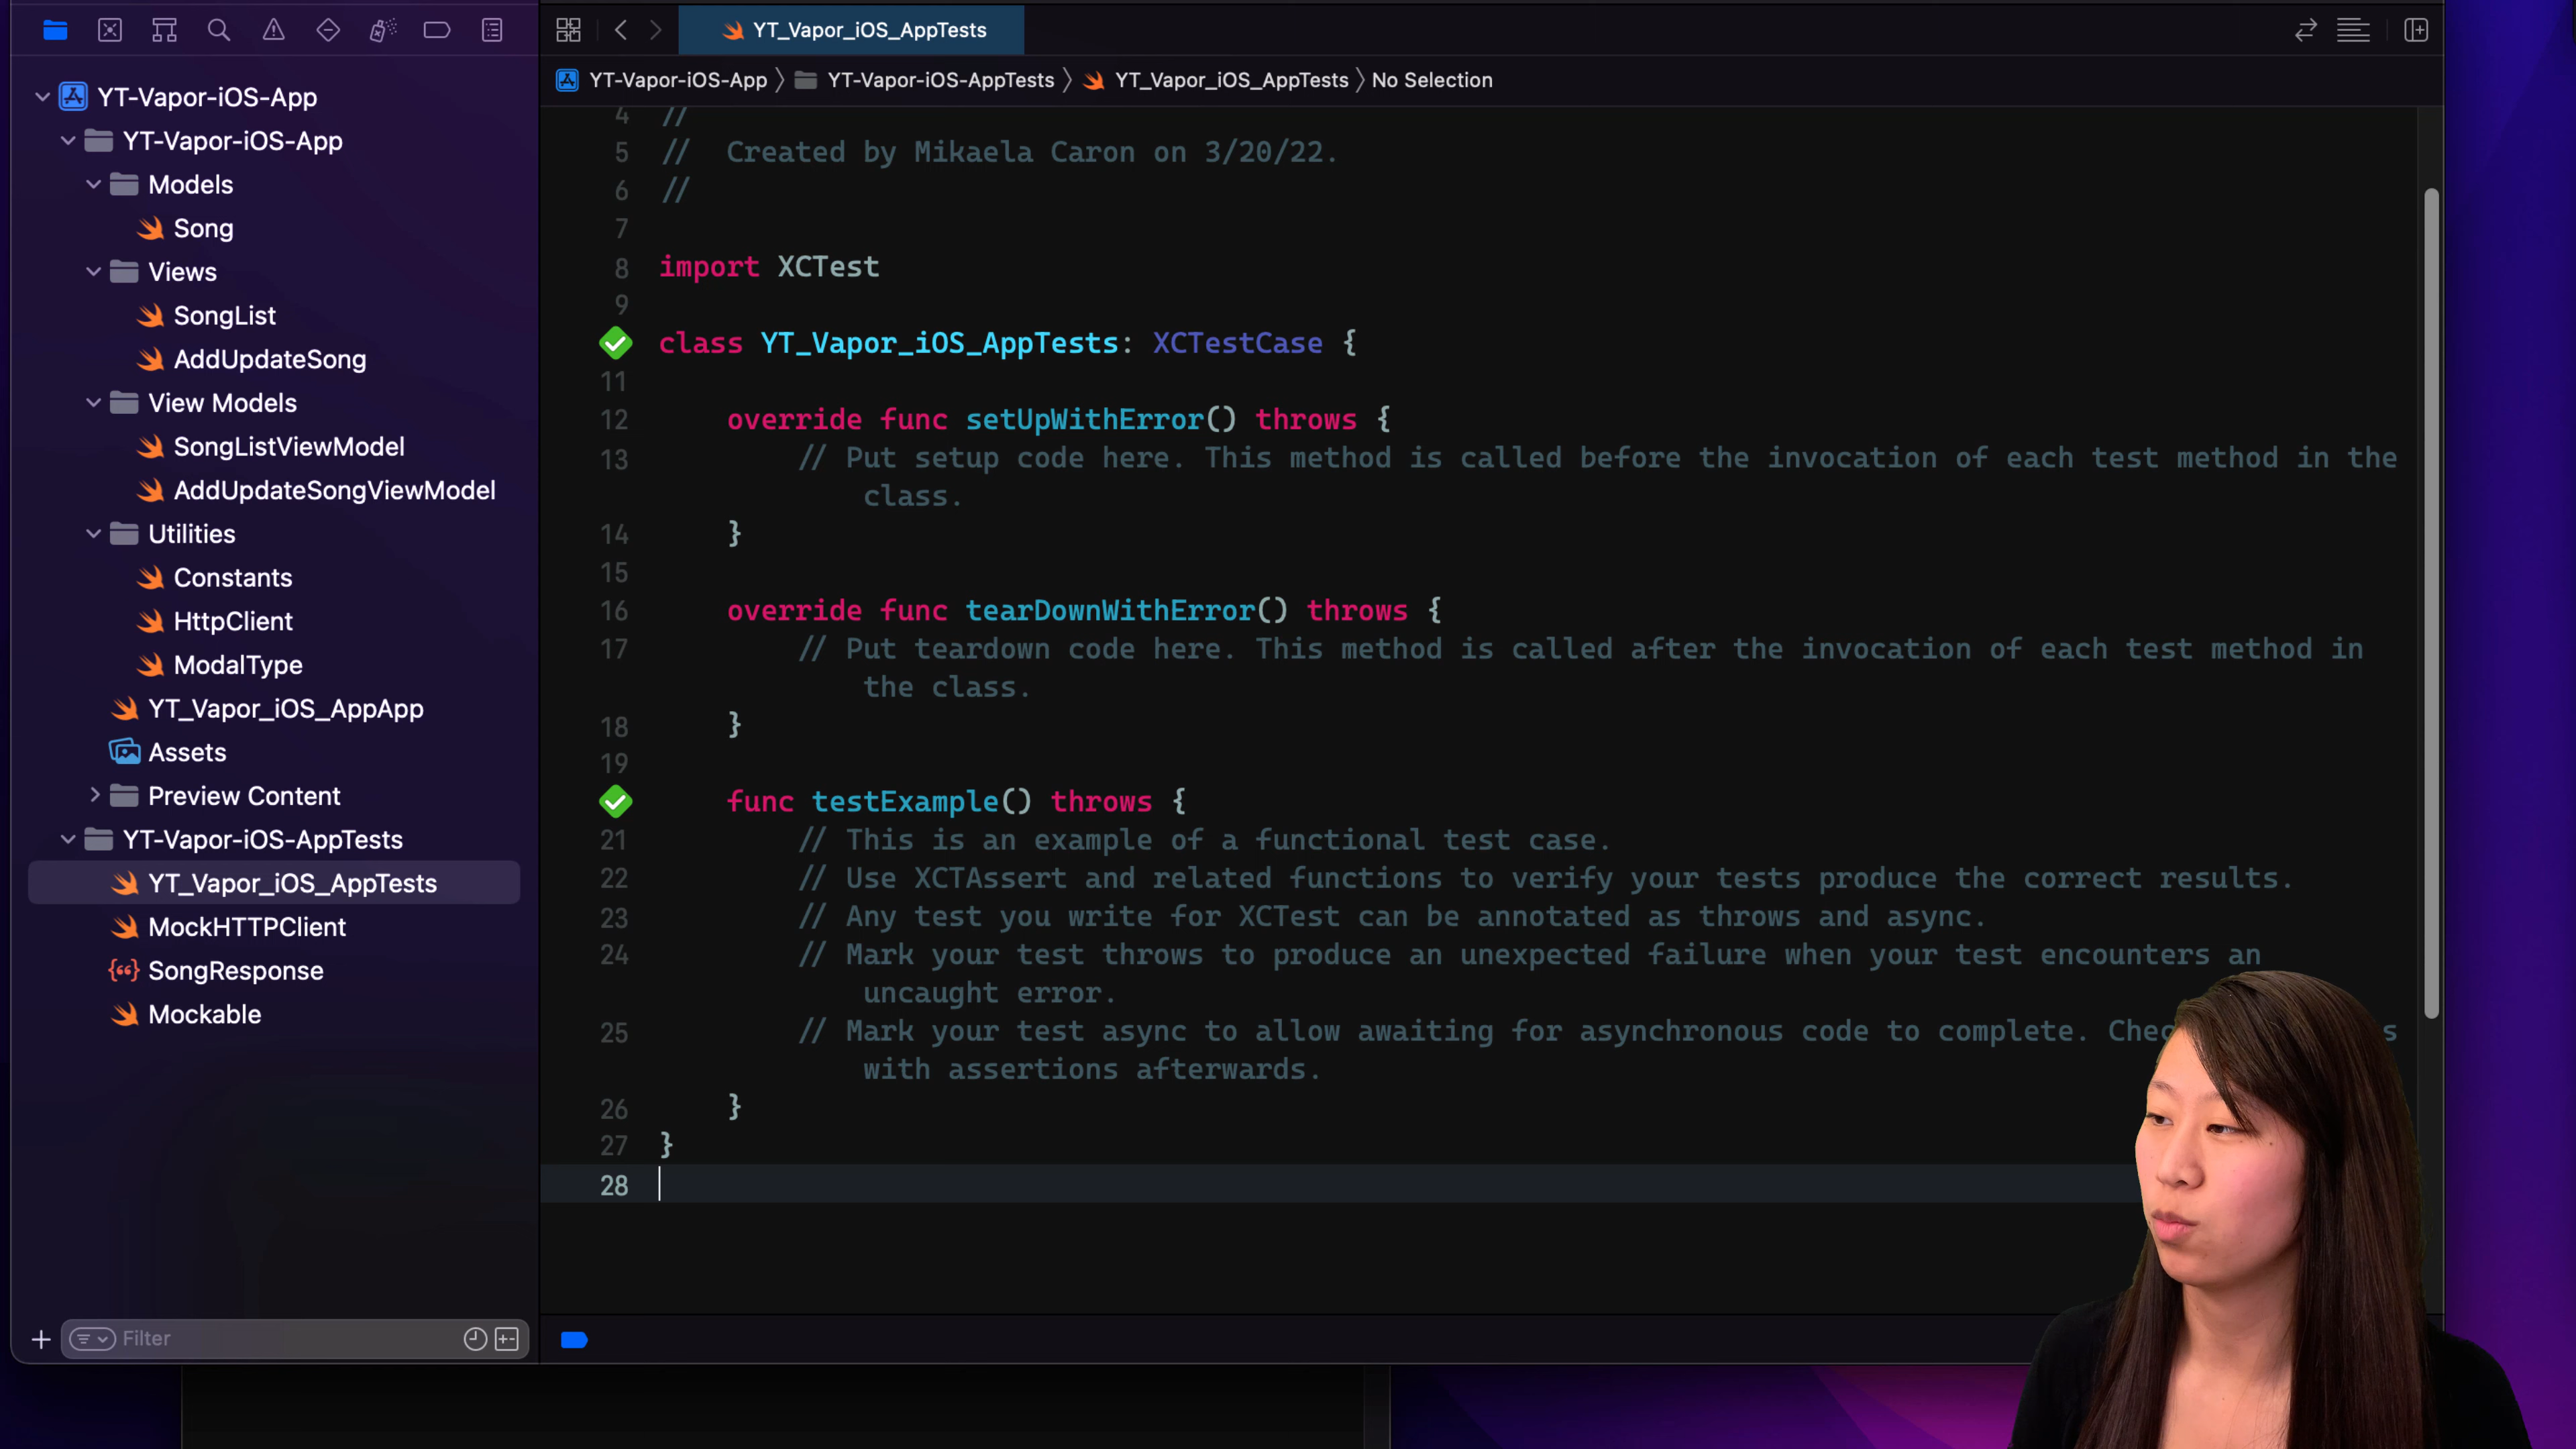 YT_Vapor_iOS_AppTests
YT-Vapor-iOS-App
YT-Vapor-iOS-App
Models
Song
Views
SongList
AddUpdateSong
View Models
SongListViewModel
AddUpdateSongViewModel
Utilities
Constants
HttpClient
ModalType
YT_Vapor_iOS_AppApp
Assets
Preview Content
YT-Vapor-iOS-AppTests
YT_Vapor_iOS_AppTests
MockHTTPClient
SongResponse
Mockable
Filter
YT-Vapor-iOS-App 〉 YT-Vapor-iOS-AppTests 〉 YT_Vapor_iOS_AppTests 〉 No Selection
4 //
5 //  Created by Mikaela Caron on 3/20/22.
6 //
7
8 import XCTest
9
class YT_Vapor_iOS_AppTests: XCTestCase {
11
12 override func setUpWithError() throws {
13 // Put setup code here. This method is called before the invocation of each test method in the
class.
14 }
15
16 override func tearDownWithError() throws {
17 // Put teardown code here. This method is called after the invocation of each test method in
the class.
18 }
19
func testExample() throws {
21 // This is an example of a functional test case.
22 // Use XCTAssert and related functions to verify your tests produce the correct results.
23 // Any test you write for XCTest can be annotated as throws and async.
24 // Mark your test throws to produce an unexpected failure when your test encounters an
uncaught error.
25 // Mark your test async to allow awaiting for asynchronous code to complete.
with assertions afterwards.
26 }
27 }
28